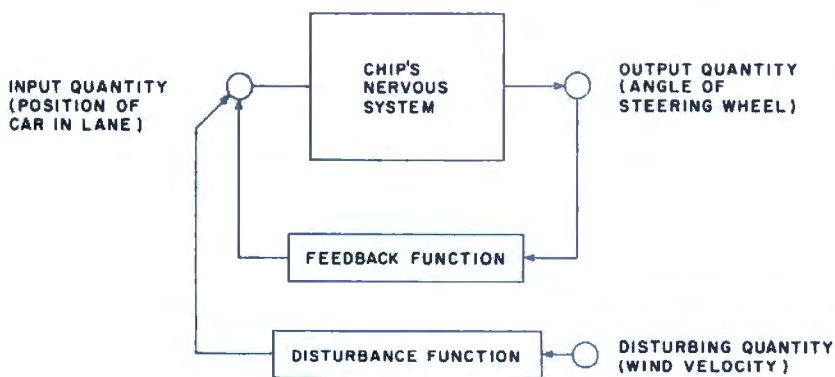 INPUT QUANTITY
(POSITION OF
CAR IN LANE)
CHIP'S
NERVOUS
SYSTEM
OUTPUT QUANTITY
(ANGLE OF
STEERING WHEEL)
FEEDBACK FUNCTION
DISTURBANCE FUNCTION
DISTURBING QUANTITY
(WIND VELOCITY)